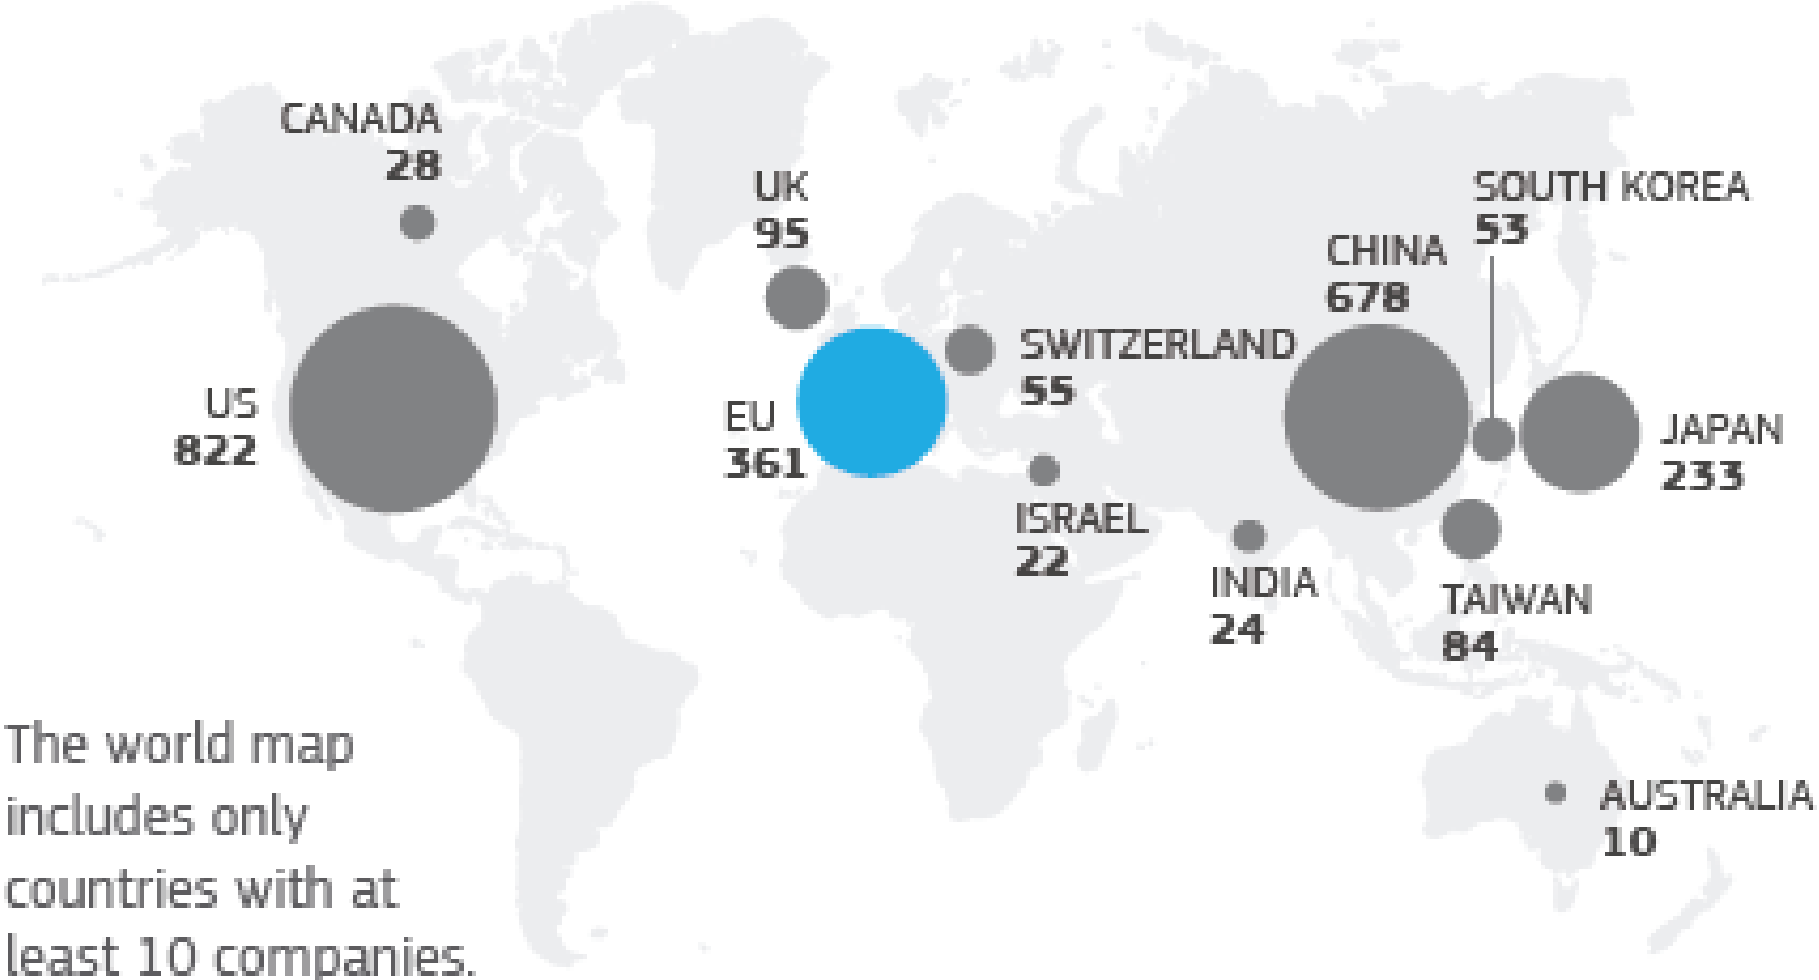 CANADA
28
UK
95
SOUTH KOREA
53
CHINA
678
SWITZERLAND
55
US
822
EU
361
JAPAN
233
ISRAEL
22
INDIA
24
TAIWAN
84
The world map
includes only
countries with at
least 10 companies.
AUSTRALIA
10